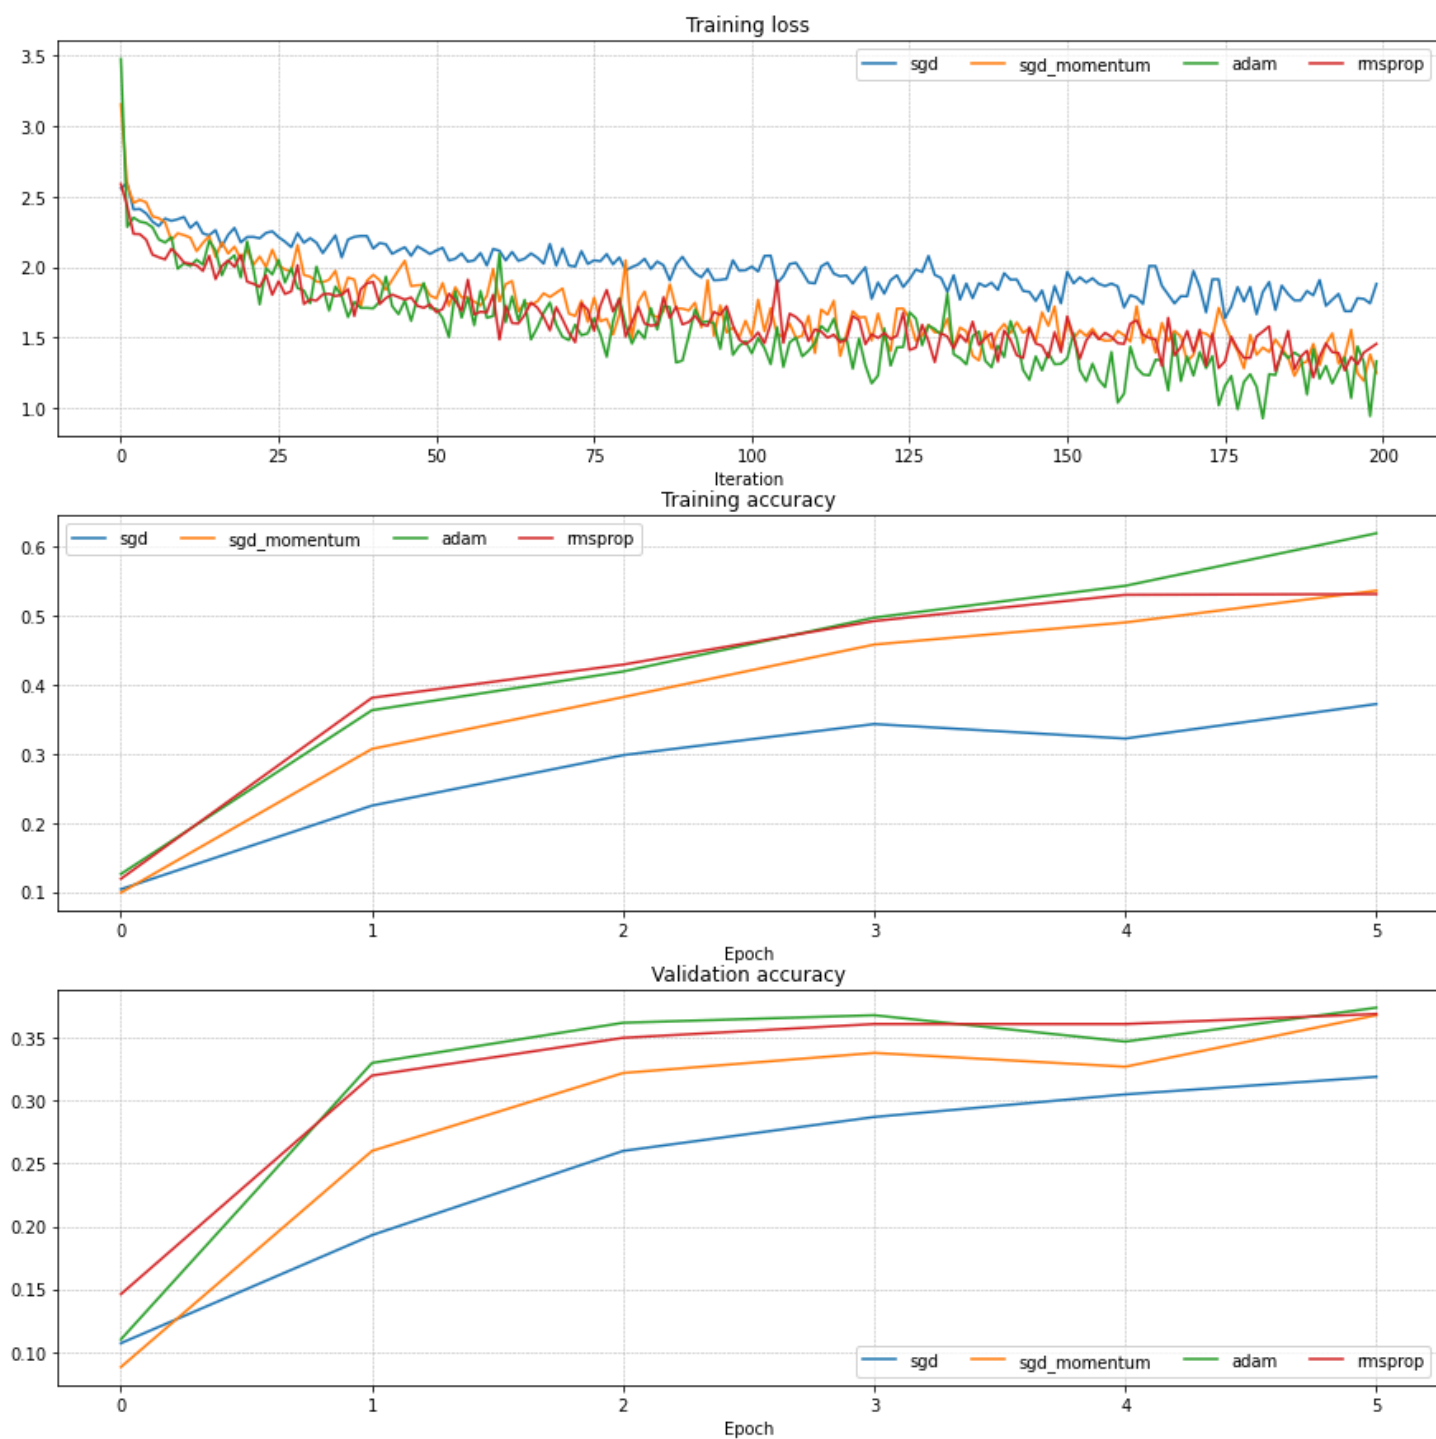 Training loss
3.5
3.0
2.5
2.0
1.5
1.0
sgd sgd_momentum adam rmsprop
0 25 50 75 100 125 150 175 200
Iteration
Training accuracy
0.6
0.5
0.4
0.3
0.2
0.1
sgd sgd_momentum adam rmsprop
0 1 2 3 4 5
Epoch
Validation accuracy
0.35
0.30
0.25
0.20
0.15
0.10
sgd sgd_momentum adam rmsprop
0 1 2 3 4 5
Epoch